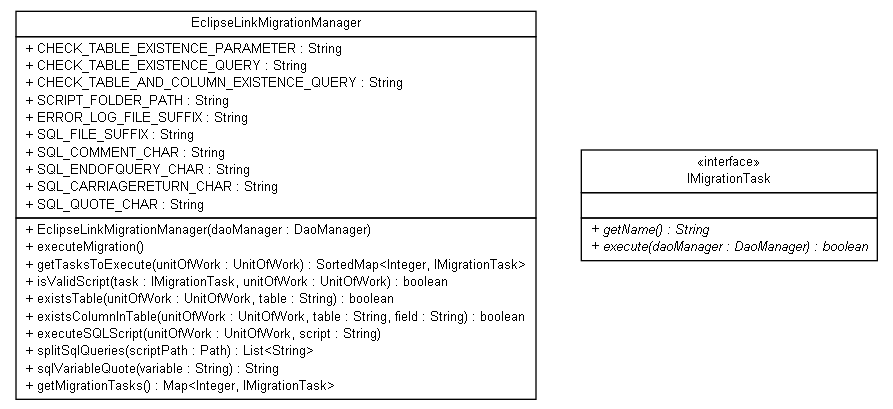 EclipseLinkMigrationManager
+ CHECK_TABLE_EXISTENCE_PARAMETER : String
+ CHECK_TABLE_EXISTENCE_QUERY : String
+ CHECK_TABLE_AND_COLUMN_EXISTENCE_QUERY : String
+ SCRIPT_FOLDER_PATH : String
+ ERROR_LOG_FILE_SUFFIX : String
+ SQL_FILE_SUFFIX : String
+ SQL_COMMENT_CHAR : String
+ SQL_ENDOFQUERY_CHAR : String
+ SQL_CARRIAGERETURN_CHAR : String
+ SQL_QUOTE_CHAR : String
+ EclipseLinkMigrationManager(daoManager : DaoManager)
+ executeMigration()
+ getTasksToExecute(unitOfWork : UnitOfWork) : SortedMap<Integer, IMigrationTask>
+ isValidScript(task : IMigrationTask, unitOfWork : UnitOfWork) : boolean
+ existsTable(unitOfWork : UnitOfWork, table : String) : boolean
+ existsColumnInTable(unitOfWork : UnitOfWork, table : String, field : String) : boolean
+ executeSQLScript(unitOfWork : UnitOfWork, script : String)
+ splitSqlQueries(scriptPath : Path) : List<String>
+ sqlVariableQuote(variable : String) : String
+ getMigrationTasks() : Map<Integer, IMigrationTask>
«interface»
IMigrationTask
+ getName() : String
+ execute(daoManager : DaoManager) : boolean